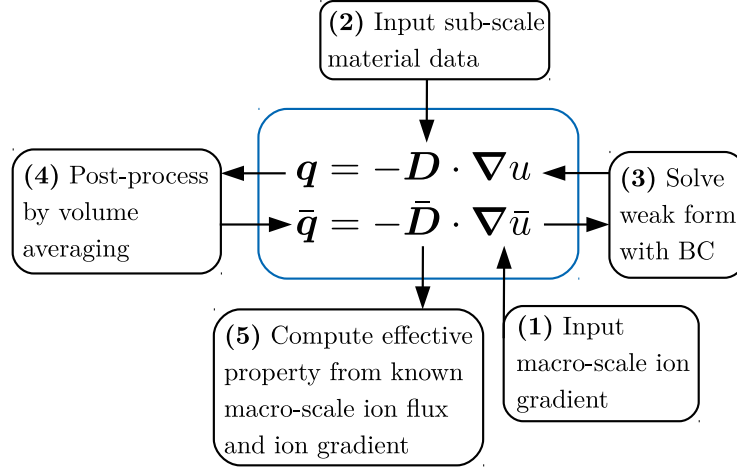 (2) Input sub-scale
material data
q = −D · ∇u
q̄ = −D̄ · ∇ū
(4) Post-process
by volume
averaging
(3) Solve
weak form
with BC
(5) Compute effective
property from known
macro-scale ion flux
and ion gradient
(1) Input
macro-scale ion
gradient